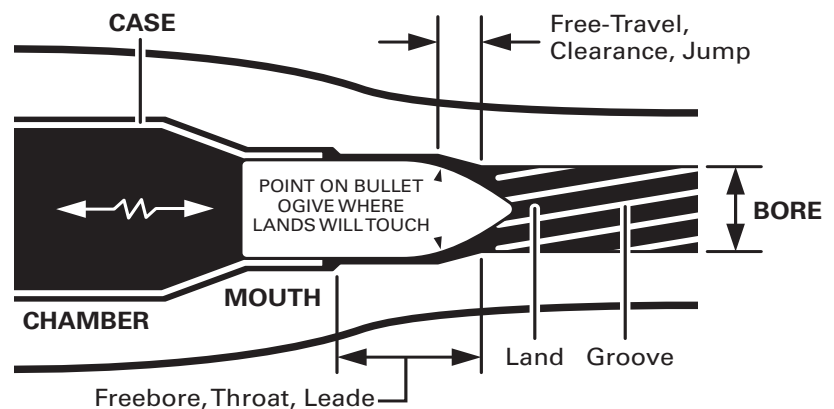 CASE
Free-Travel,
Clearance, Jump
POINT ON BULLET
OGIVE WHERE
LANDS WILL TOUCH
BORE
MOUTH
CHAMBER
Land Groove
Freebore, Throat, Leade